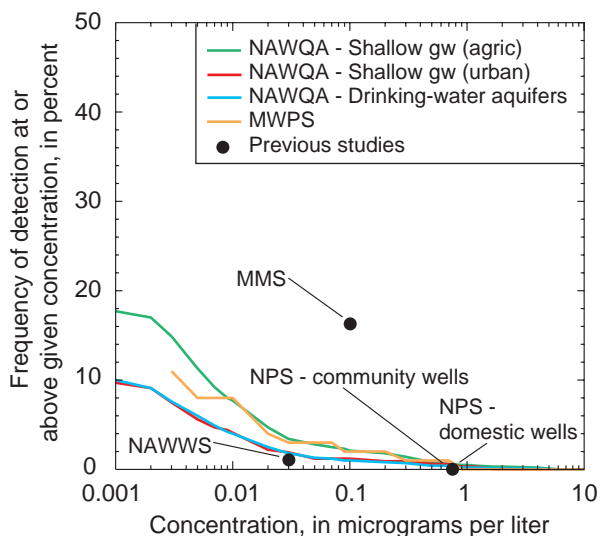 Frequency of detection at or
above given concentration, in percent
50
40
30
20
10
0
NAWQA - Shallow gw (agric)
NAWQA - Shallow gw (urban)
NAWQA - Drinking-water aquifers
MWPS
Previous studies
MMS
NPS - community wells
NPS -
domestic wells
NAWWS
0.001 0.01 0.1 1 10
Concentration, in micrograms per liter